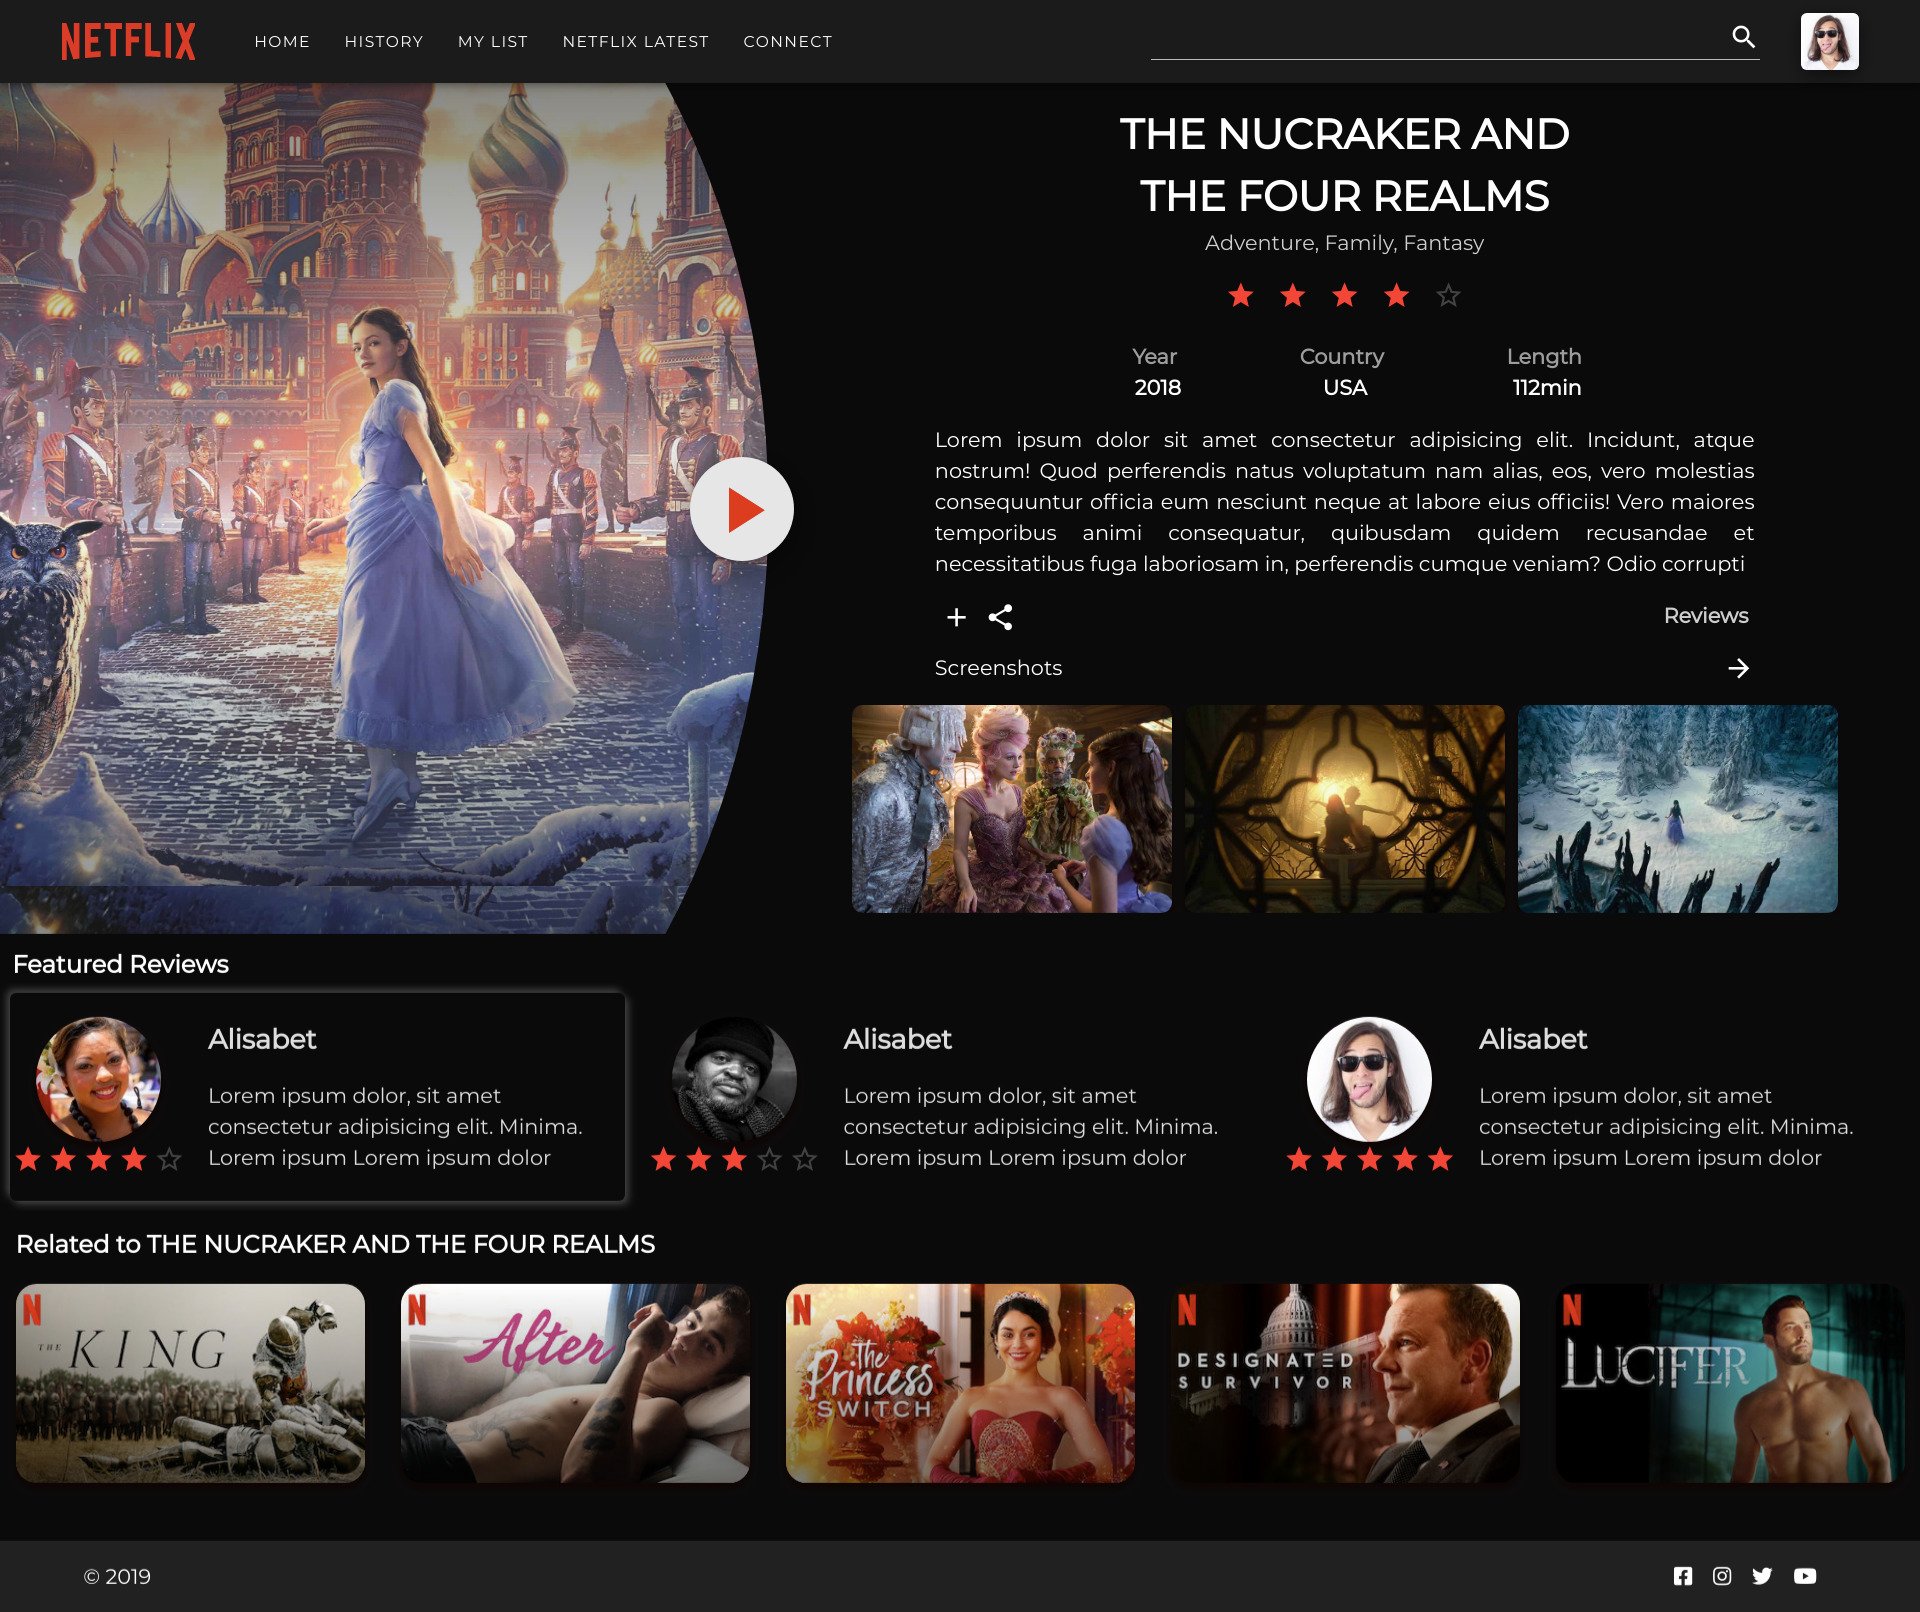 NETFLIX
HOME
HISTORY
MY LIST
NETFLIX LATEST
CONNECT
THE NUCRAKER AND
THE FOUR REALMS
Adventure, Family, Fantasy
Year
Country
Length
2018
USA
112min
Lorem ipsum dolor sit amet consectetur adipisicing elit. Incidunt, atque
nostrum! Quod perferendis natus voluptatum nam alias, eos, vero molestias
consequuntur officia eum nesciunt neque at labore eius officiis! Vero maiores
temporibus animi consequatur, quibusdam quidem recusandae et
necessitatibus fuga laboriosam in, perferendis cumque veniam? Odio corrupti
Reviews
Screenshots
Featured Reviews
Alisabet
Lorem ipsum dolor, sit amet
consectetur adipisicing elit. Minima.
Lorem ipsum Lorem ipsum dolor
Alisabet
Lorem ipsum dolor, sit amet
consectetur adipisicing elit. Minima.
Lorem ipsum Lorem ipsum dolor
Alisabet
Lorem ipsum dolor, sit amet
consectetur adipisicing elit. Minima.
Lorem ipsum Lorem ipsum dolor
Related to THE NUCRAKER AND THE FOUR REALMS
N
THE KING
N
After
N
the
Princess
SWITCH
N
DESIGNATED
SURVIVOR
N
LUCIFER
© 2019